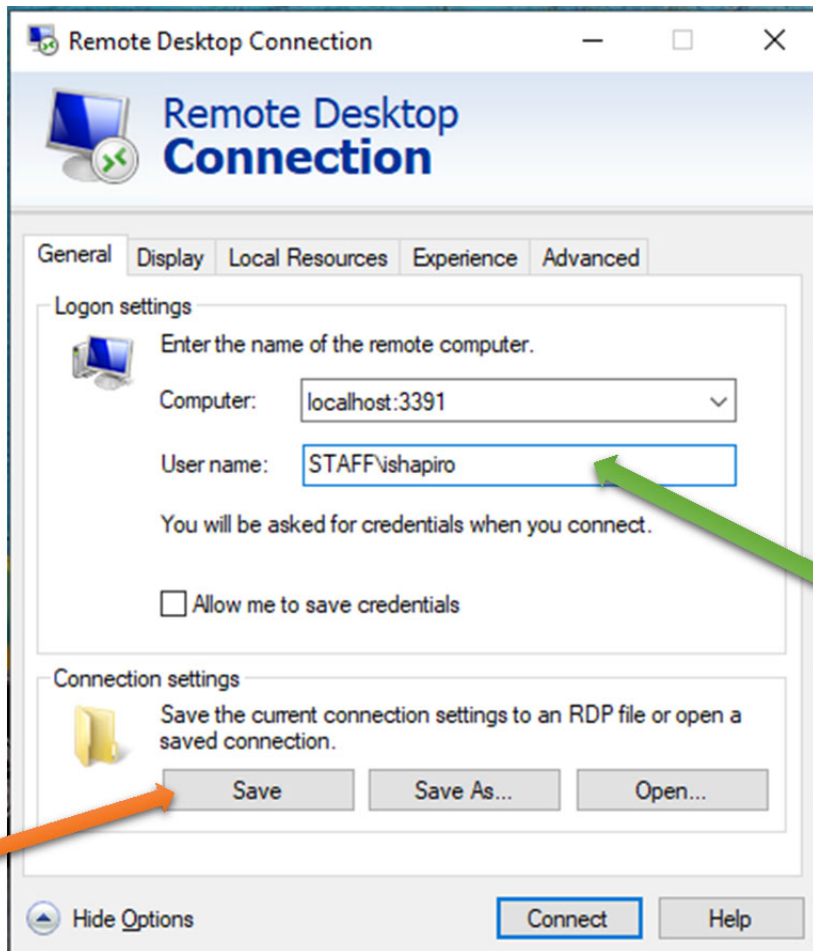 Remote Desktop Connection
Remote Desktop
Connection
General Display Local Resources Experience Advanced
Logon settings
Enter the name of the remote computer.
Computer: localhost:3391
User name: STAFF\ishapiro
You will be asked for credentials when you connect.
Allow me to save credentials
Connection settings
Save the current connection settings to an RDP file or open a
saved connection.
Save Save As... Open...
Hide Options Connect Help